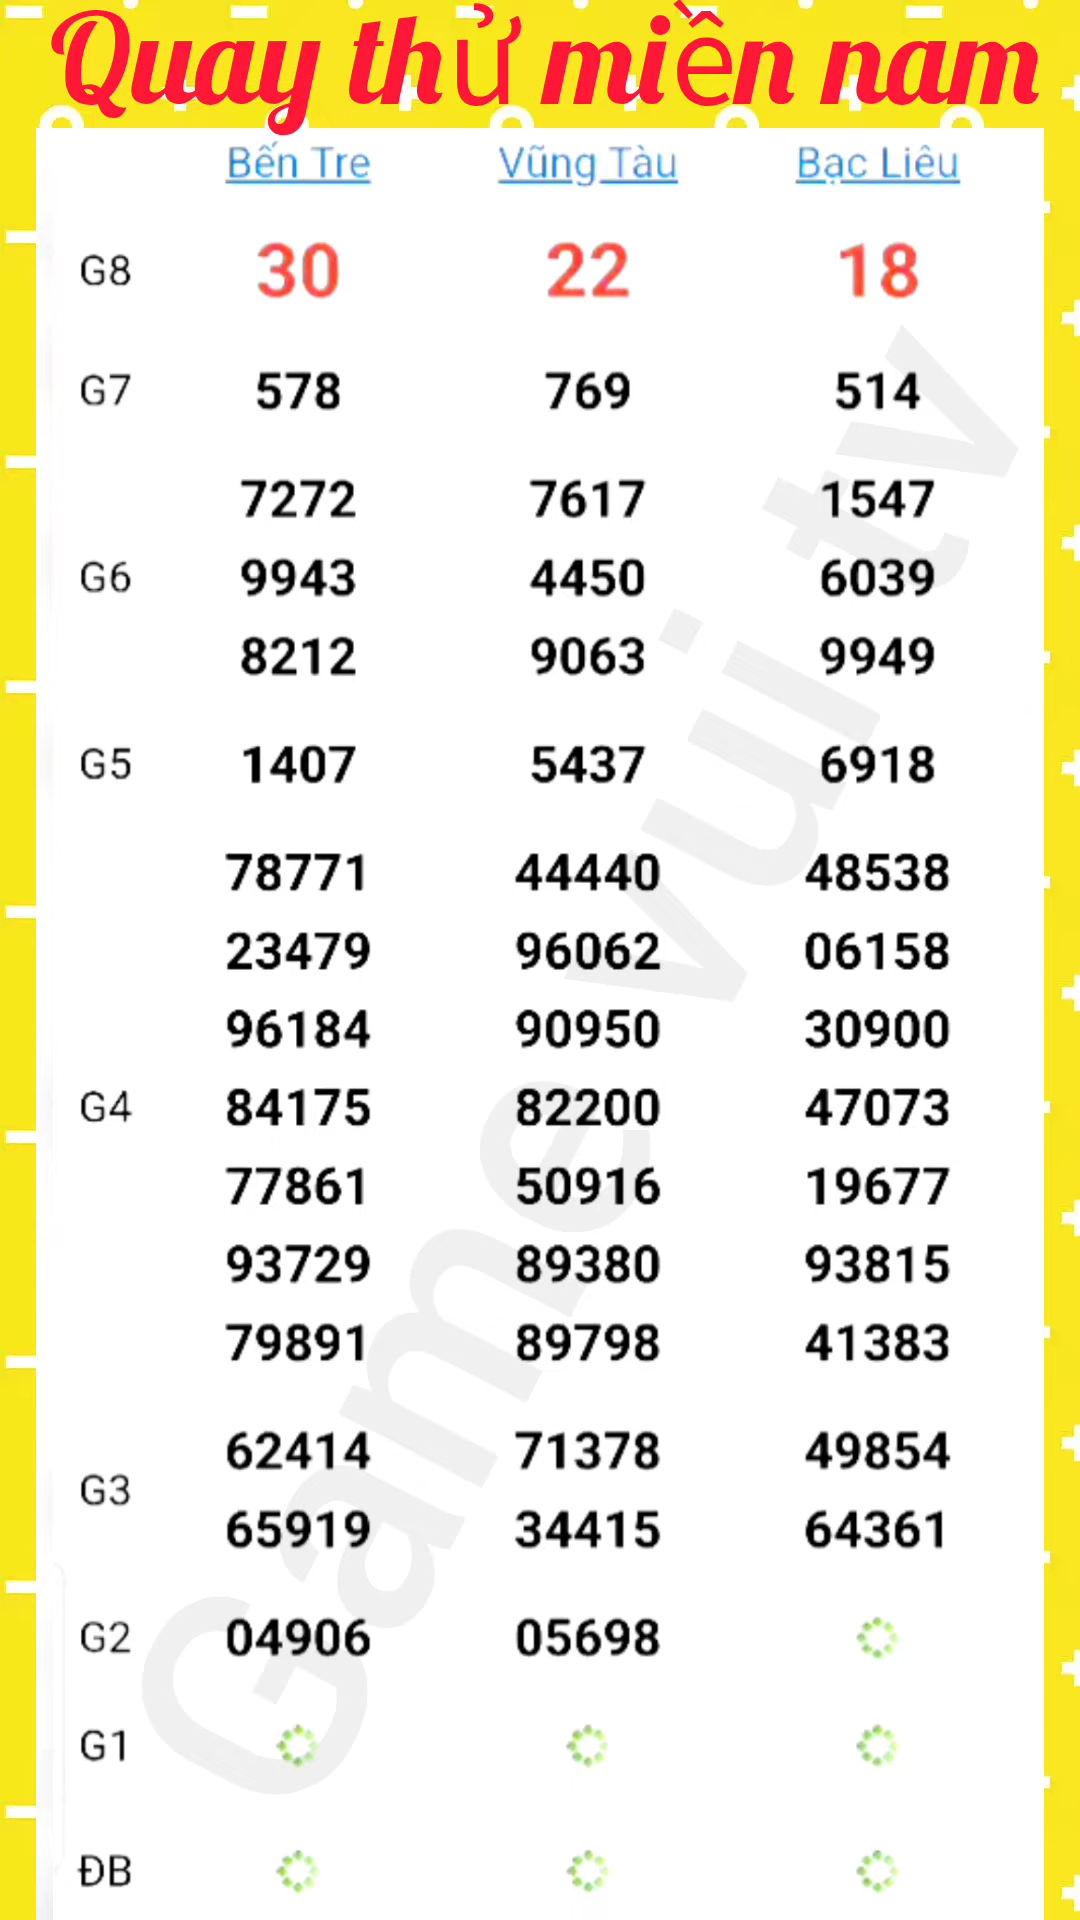 Quay thử miền nam
Bến Tre Vũng Tàu Bạc Liêu
G8 30 22 18
G7 578 769 514
7272 7617 1547
G6 9943 4450 6039
8212 9063 9949
G5 1407 5437 6918
78771 44440 48538
23479 96062 06158
96184 90950 30900
G4 84175 82200 47073
77861 50916 19677
93729 89380 93815
79891 89798 41383
62414 71378 49854
G3
65919 34415 64361
G2 04906 05698
G1
ĐB
Game vui tv